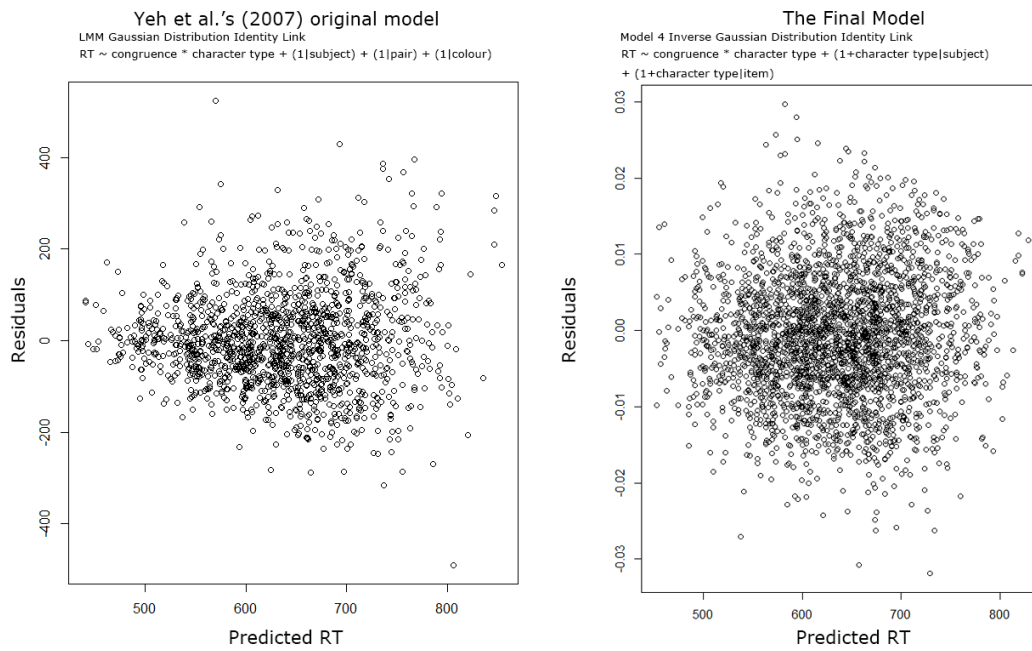 Yeh et al.'s (2007) original model
LMM Gaussian Distribution Identity Link
RT ~ congruence * character type + (1|subject) + (1|pair) + (1|colour)
400
200
0
-200
-400
Residuals
500 600 700 800
Predicted RT
The Final Model
Model 4 Inverse Gaussian Distribution Identity Link
RT ~ congruence * character type + (1+character type|subject)
+ (1+character type|item)
0.03
0.02
0.01
0.00
-0.01
-0.02
-0.03
Residuals
500 600 700 800
Predicted RT